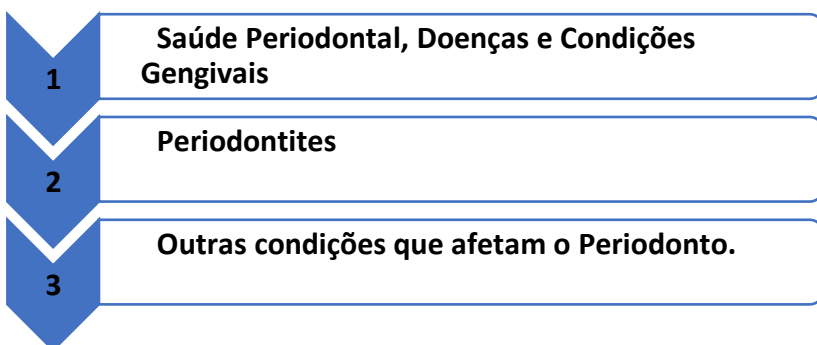 Saúde Periodontal, Doenças e Condições
1 Gengivais
Periodontites
2
Outras condições que afetam o Periodonto.
3